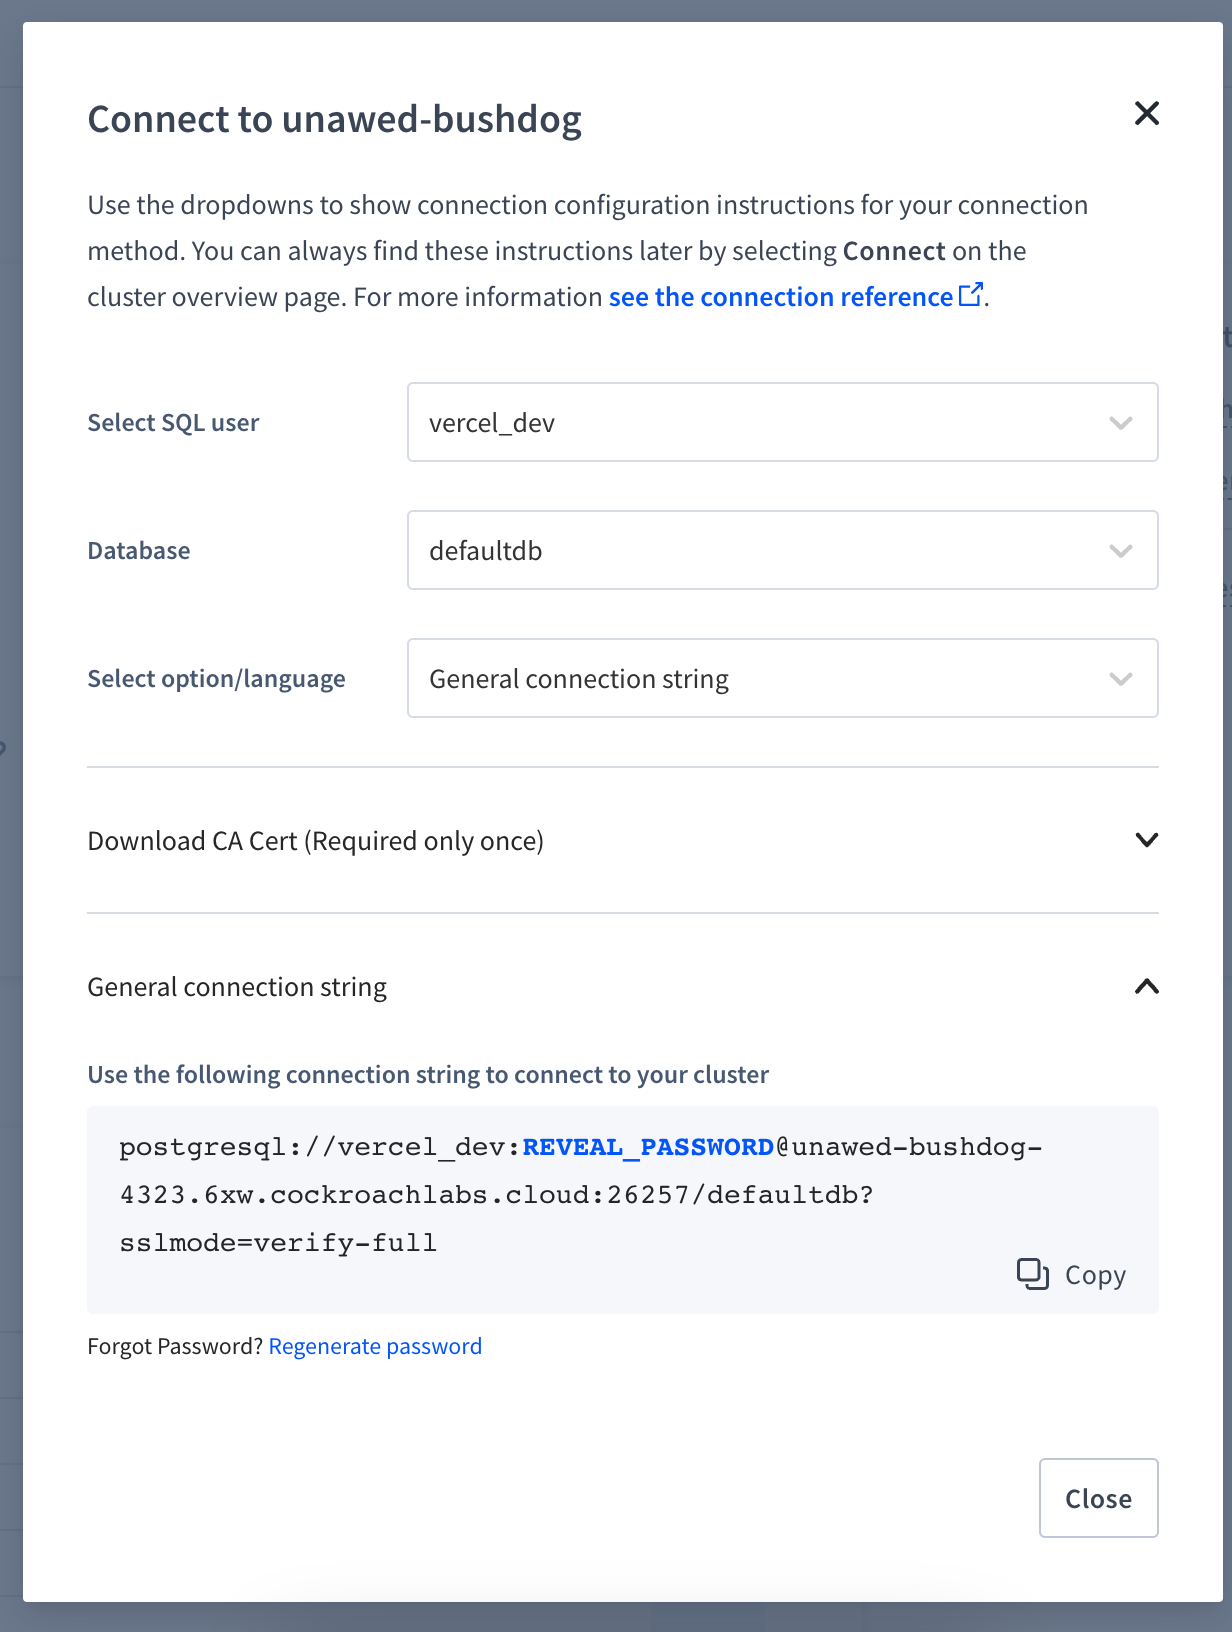 Connect to unawed-bushdog
Use the dropdowns to show connection configuration instructions for your connection
method. You can always find these instructions later by selecting Connect on the
cluster overview page. For more information see the connection reference.
Select SQL user
vercel_dev
Database
defaultdb
Select option/language
General connection string
Download CA Cert (Required only once)
General connection string
Use the following connection string to connect to your cluster
postgresql://vercel_dev:REVEAL_PASSWORD@unawed-bushdog-
4323.6xw.cockroachlabs.cloud:26257/defaultdb?
sslmode=verify-full
Copy
Forgot Password? Regenerate password
Close